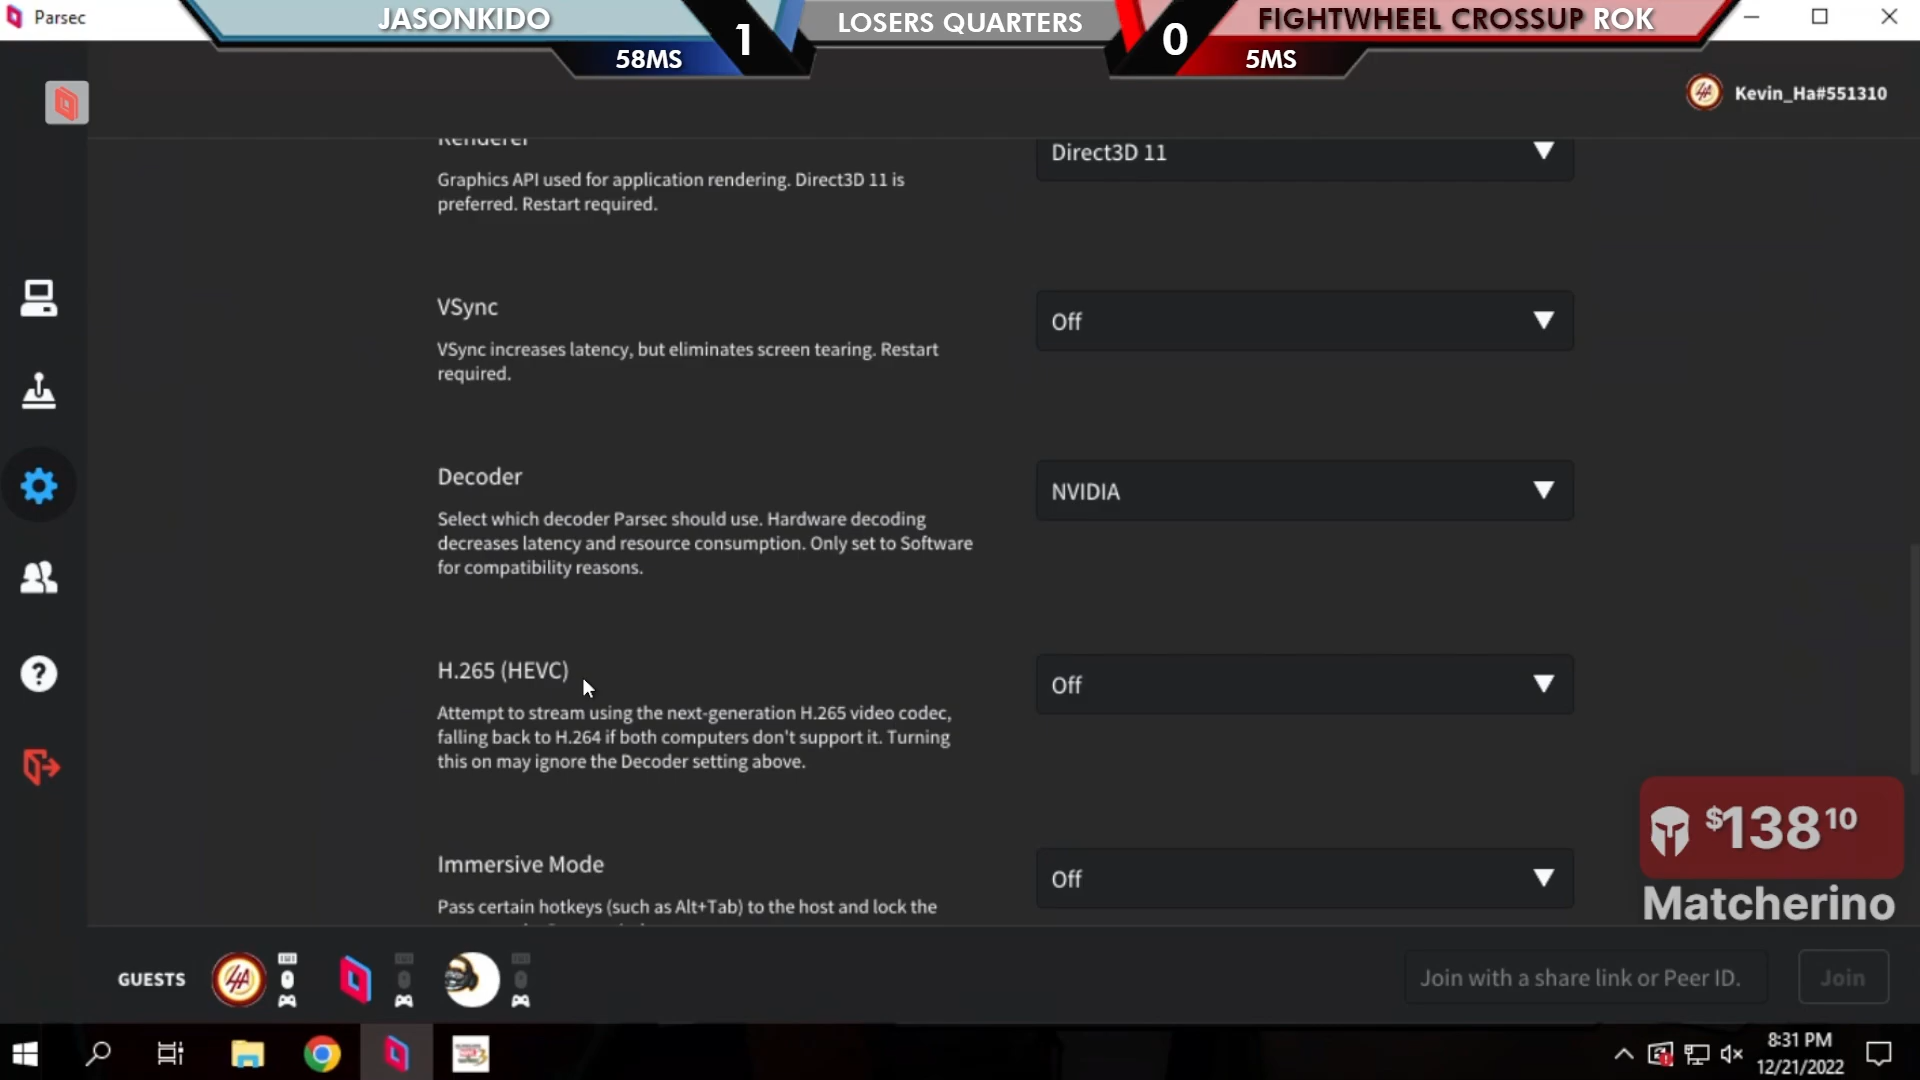 Parsec
JASONKIDO
1
LOSERS QUARTERS
0
FIGHTWHEEL CROSSUP ROK
58MS
5MS
Kevin_Ha#551310
Renderer
Direct3D 11
Graphics API used for application rendering. Direct3D 11 is
preferred. Restart required.
VSync
Off
VSync increases latency, but eliminates screen tearing. Restart
required.
Decoder
NVIDIA
Select which decoder Parsec should use. Hardware decoding
decreases latency and resource consumption. Only set to Software
for compatibility reasons.
H.265 (HEVC)
Off
Attempt to stream using the next-generation H.265 video codec,
falling back to H.264 if both computers don't support it. Turning
this on may ignore the Decoder setting above.
Immersive Mode
Off
Pass certain hotkeys (such as Alt+Tab) to the host and lock the
$138 10
Matcherino
GUESTS
Join with a share link or Peer ID.
Join
8:31 PM
12/21/2022